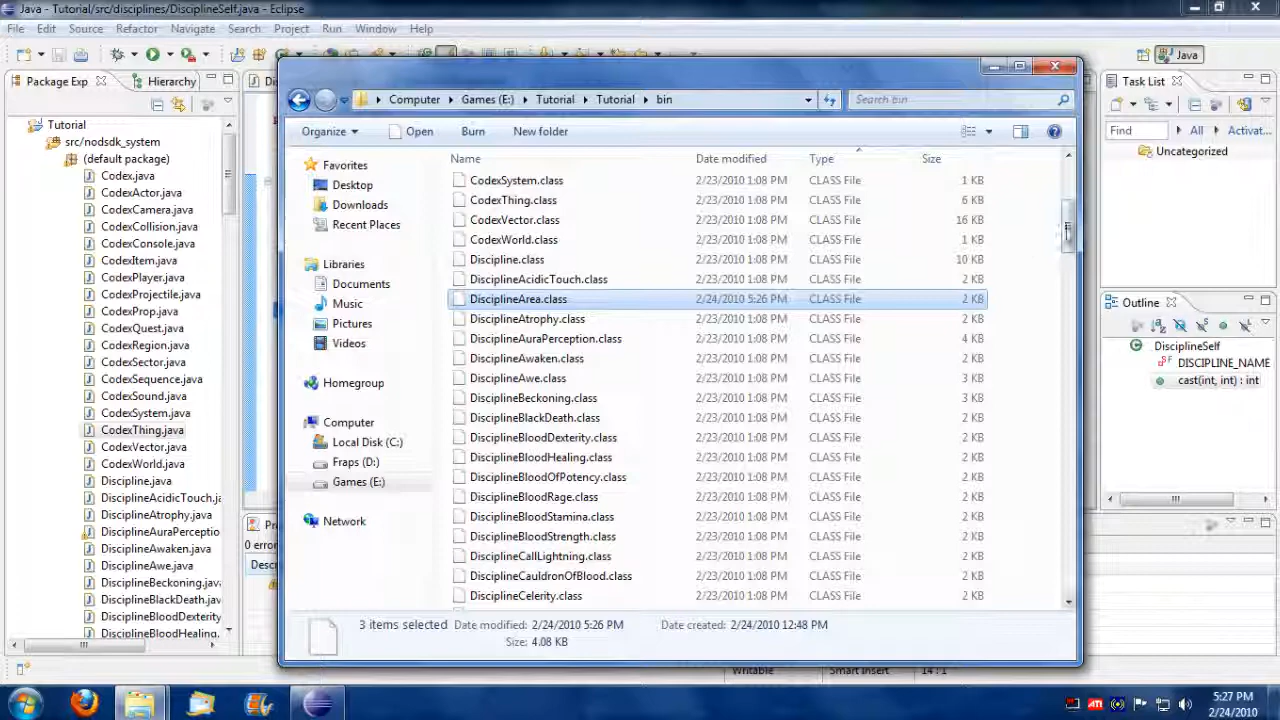 Java - Tutorial/src/disciplines/DisciplineSelf.java - Eclipse
File Edit Source Refactor Navigate Search Project Run Window Help
Java
Package Exp Hierarchy
Tutorial
src/nodsdk_system
(default package)
Codex.java
CodexActor.java
CodexCamera.java
CodexCollision.java
CodexConsole.java
CodexItem.java
CodexPlayer.java
CodexProjectile.java
CodexProp.java
CodexQuest.java
CodexRegion.java
CodexSector.java
CodexSequence.java
CodexSound.java
CodexSystem.java
CodexThing.java
CodexVector.java
CodexWorld.java
Discipline.java
DisciplineAcidicTouch.ja
DisciplineAtrophy.java
DisciplineAuraPerceptio
DisciplineAwaken.java
DisciplineAwe.java
DisciplineBeckoning.java
DisciplineBlackDeath.java
DisciplineBloodDexterity
DisciplineBloodHealing.
Computer Games (E:) Tutorial Tutorial bin
Search bin
Organize Open Burn New folder
Favorites
Desktop
Downloads
Recent Places
Libraries
Documents
Music
Pictures
Videos
Homegroup
Computer
Local Disk (C:)
Fraps (D:)
Games (E:)
Network
Name Date modified Type Size
CodexSystem.class 2/23/2010 1:08 PM CLASS File 1 KB
CodexThing.class 2/23/2010 1:08 PM CLASS File 6 KB
CodexVector.class 2/23/2010 1:08 PM CLASS File 16 KB
CodexWorld.class 2/23/2010 1:08 PM CLASS File 1 KB
Discipline.class 2/23/2010 1:08 PM CLASS File 10 KB
DisciplineAcidicTouch.class 2/23/2010 1:08 PM CLASS File 2 KB
DisciplineArea.class 2/24/2010 5:26 PM CLASS File 2 KB
DisciplineAtrophy.class 2/23/2010 1:08 PM CLASS File 2 KB
DisciplineAuraPerception.class 2/23/2010 1:08 PM CLASS File 4 KB
DisciplineAwaken.class 2/23/2010 1:08 PM CLASS File 2 KB
DisciplineAwe.class 2/23/2010 1:08 PM CLASS File 3 KB
DisciplineBeckoning.class 2/23/2010 1:08 PM CLASS File 3 KB
DisciplineBlackDeath.class 2/23/2010 1:08 PM CLASS File 2 KB
DisciplineBloodDexterity.class 2/23/2010 1:08 PM CLASS File 2 KB
DisciplineBloodHealing.class 2/23/2010 1:08 PM CLASS File 2 KB
DisciplineBloodOfPotency.class 2/23/2010 1:08 PM CLASS File 2 KB
DisciplineBloodRage.class 2/23/2010 1:08 PM CLASS File 2 KB
DisciplineBloodStamina.class 2/23/2010 1:08 PM CLASS File 2 KB
DisciplineBloodStrength.class 2/23/2010 1:08 PM CLASS File 2 KB
DisciplineCallLightning.class 2/23/2010 1:08 PM CLASS File 2 KB
DisciplineCauldronOfBlood.class 2/23/2010 1:08 PM CLASS File 2 KB
DisciplineCelerity.class 2/23/2010 1:08 PM CLASS File 2 KB
3 items selected Date modified: 2/24/2010 5:26 PM Date created: 2/24/2010 12:48 PM
Size: 4.08 KB
Task List
Find All Activat...
Uncategorized
Outline
DisciplineSelf
DISCIPLINE_NAME
cast(int, int) : int
0 error
Desc
Writable Smart Insert 14 : 1
5:27 PM
2/24/2010